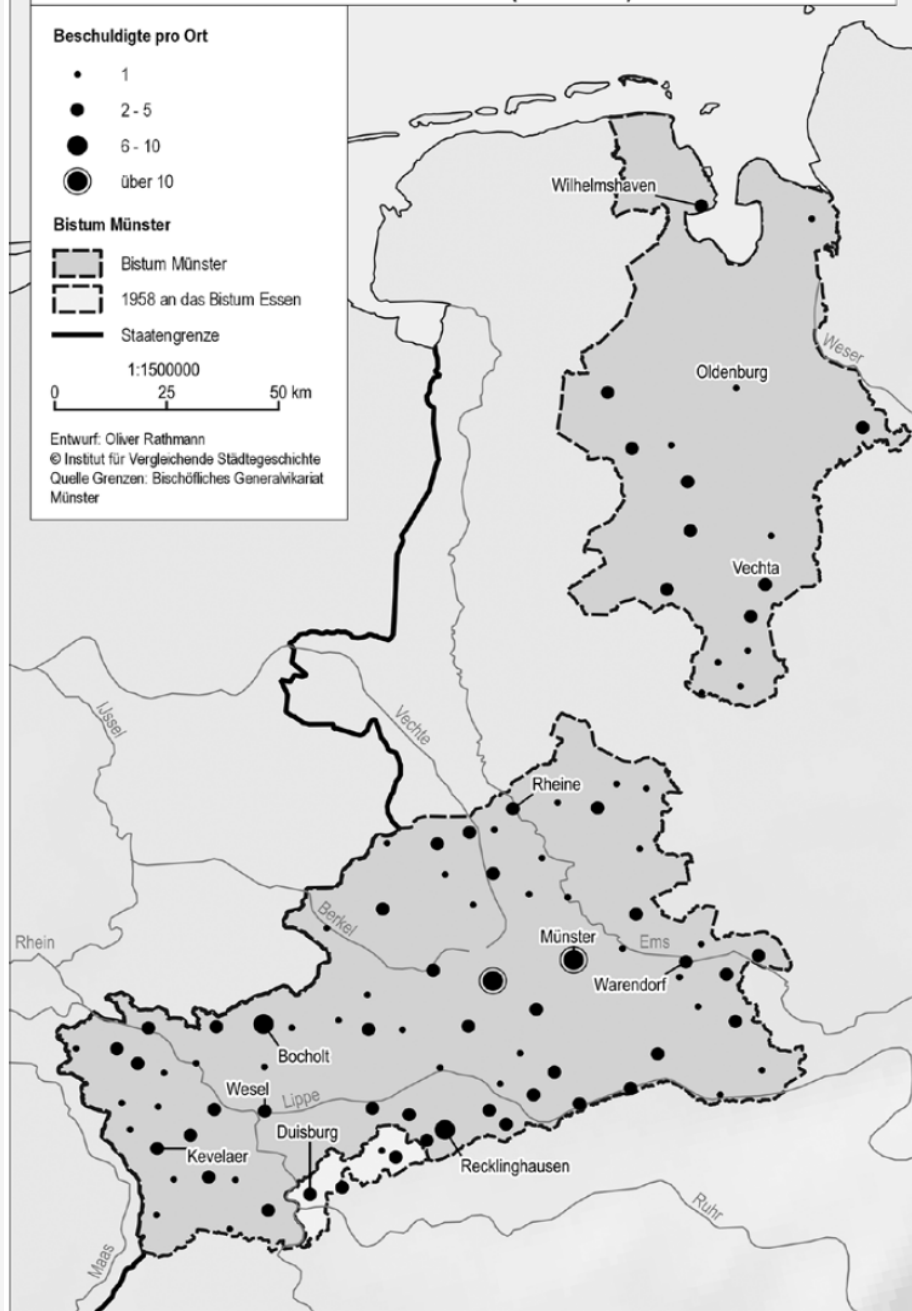 Beschuldigte pro Ort
1
2 - 5
6 - 10
über 10
Bistum Münster
Bistum Münster
1958 an das Bistum Essen
Staatengrenze
1:1500000
0 25 50 km
Entwurf: Oliver Rathmann
© Institut für Vergleichende Städtegeschichte
Quelle Grenzen: Bischöfliches Generalvikariat
Münster
Wilhelmshaven
Weser
Oldenburg
Vechta
IJssel
Vechte
Rheine
Berkel
Rhein
Münster
Ems
Warendorf
Bocholt
Wesel
Lippe
Duisburg
Kevelaer
Recklinghausen
Ruhr
Maas